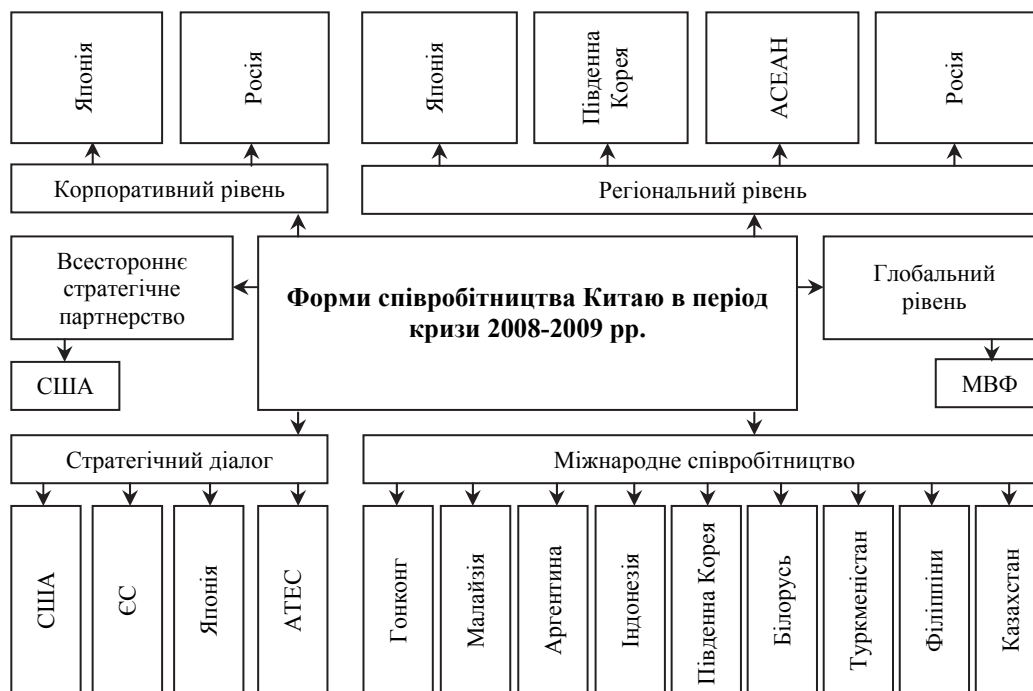 Японія
Росія
Японія
Південна
Корея
АСЕАН
Росія
Корпоративний рівень
Регіональний рівень
Всестороннє
стратегічне
партнерство
Форми співробітництва Китаю в період
кризи 2008-2009 рр.
Глобальний
рівень
США
МВФ
Стратегічний діалог
Міжнародне співробітництво
США
ЄС
Японія
АТЕС
Гонконг
Малайзія
Аргентина
Індонезія
Південна Корея
Білорусь
Туркменістан
Філіппіни
Казахстан